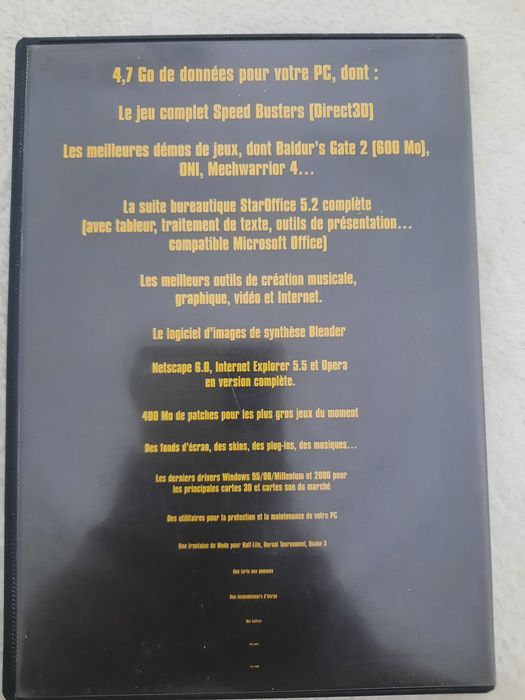 4,7 Go de données pour votre PC, dont :
Le jeu complet Speed Busters (Direct3D)
Les meilleures démos de jeux, dont Baldur's Gate 2 (600 Mo),
ONI, Mechwarrior 4...
La suite bureautique StarOffice 5.2 complète
(avec tableur, traitement de texte, outils de présentation...
compatible Microsoft Office)
Les meilleurs outils de création musicale,
graphique, vidéo et Internet.
Le logiciel d'images de synthèse Blender
Netscape 6.0, Internet Explorer 5.5 et Opera
en version complète.
400 Mo de patches pour les plus gros jeux du moment
Des fonds d'écran, des skins, des plug-ins, des musiques...
Les derniers drivers Windows 95/98/Millenium et 2000 pour
les principales cartes 3D et cartes son du marché
Des utilitaires pour la protection et la maintenance de votre PC
Une trentaine de Mods pour Half-Life, Unreal Tournament, Quake 3
Une tarte aux pommes
Des économiseurs d'écran